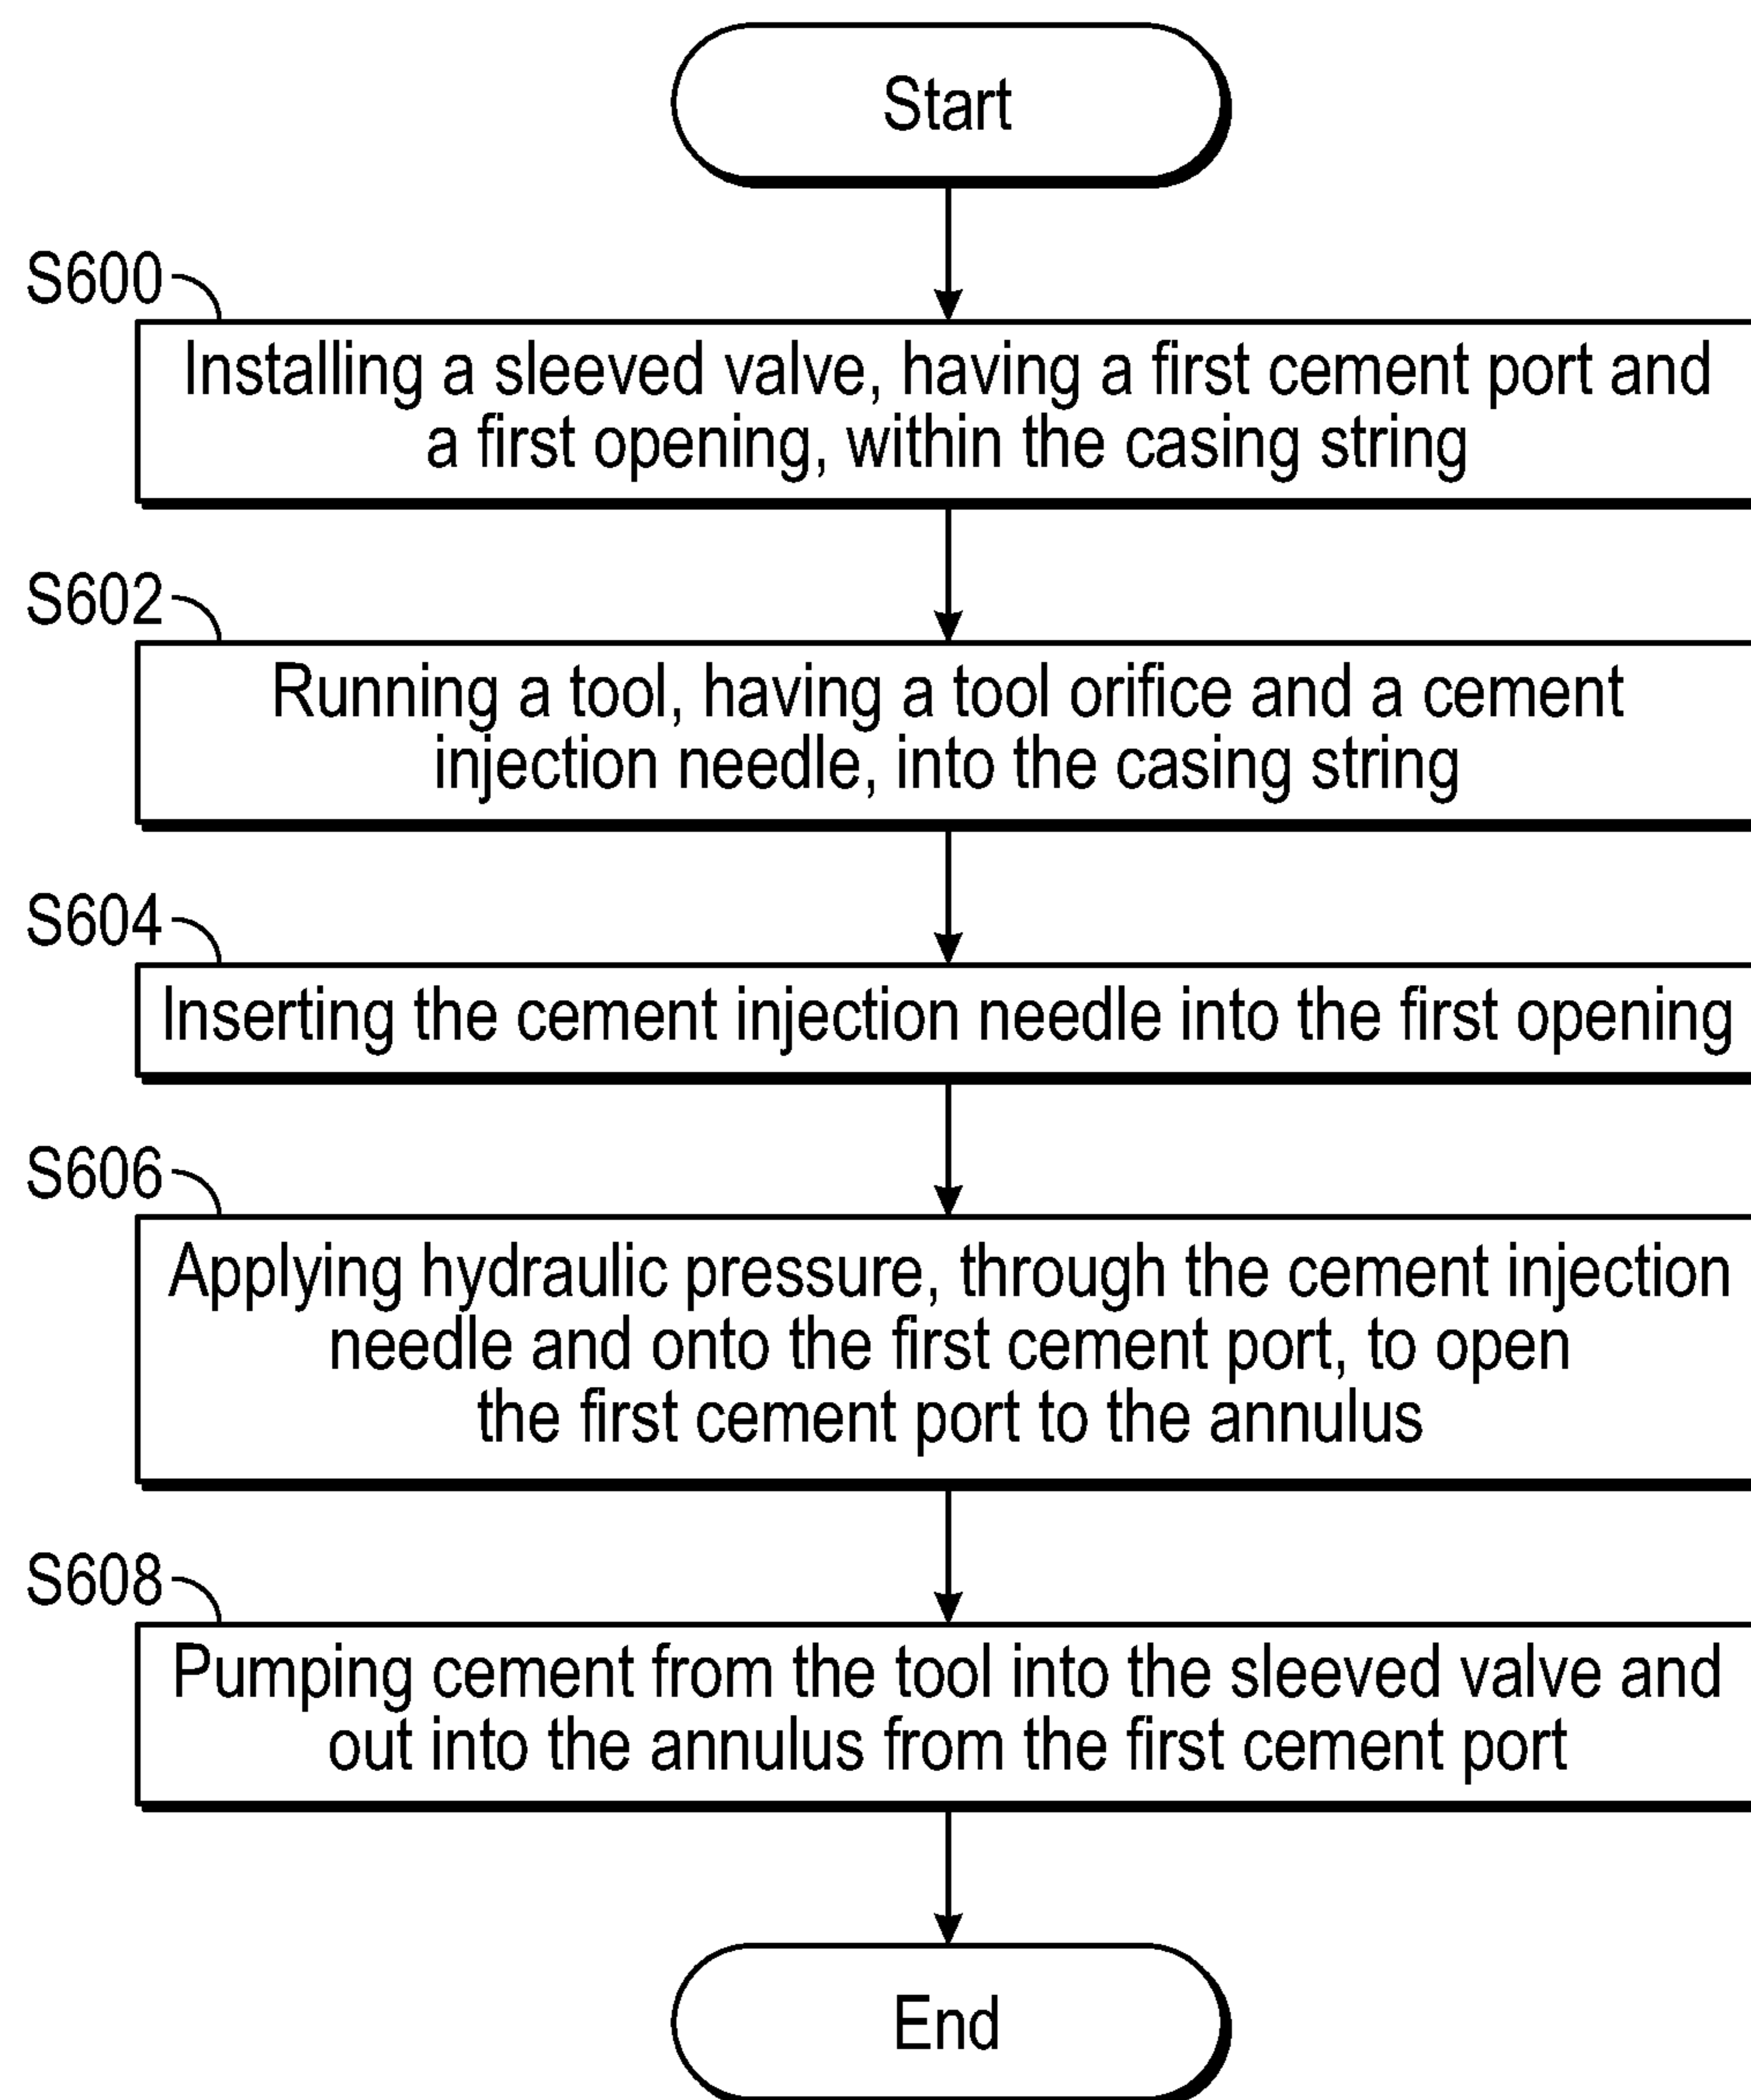 Start
S600
Installing a sleeved valve, having a first cement port and
a first opening, within the casing string
S602
Running a tool, having a tool orifice and a cement
injection needle, into the casing string
S604
Inserting the cement injection needle into the first opening
S606
Applying hydraulic pressure, through the cement injection
needle and onto the first cement port, to open
the first cement port to the annulus
S608
Pumping cement from the tool into the sleeved valve and
out into the annulus from the first cement port
End